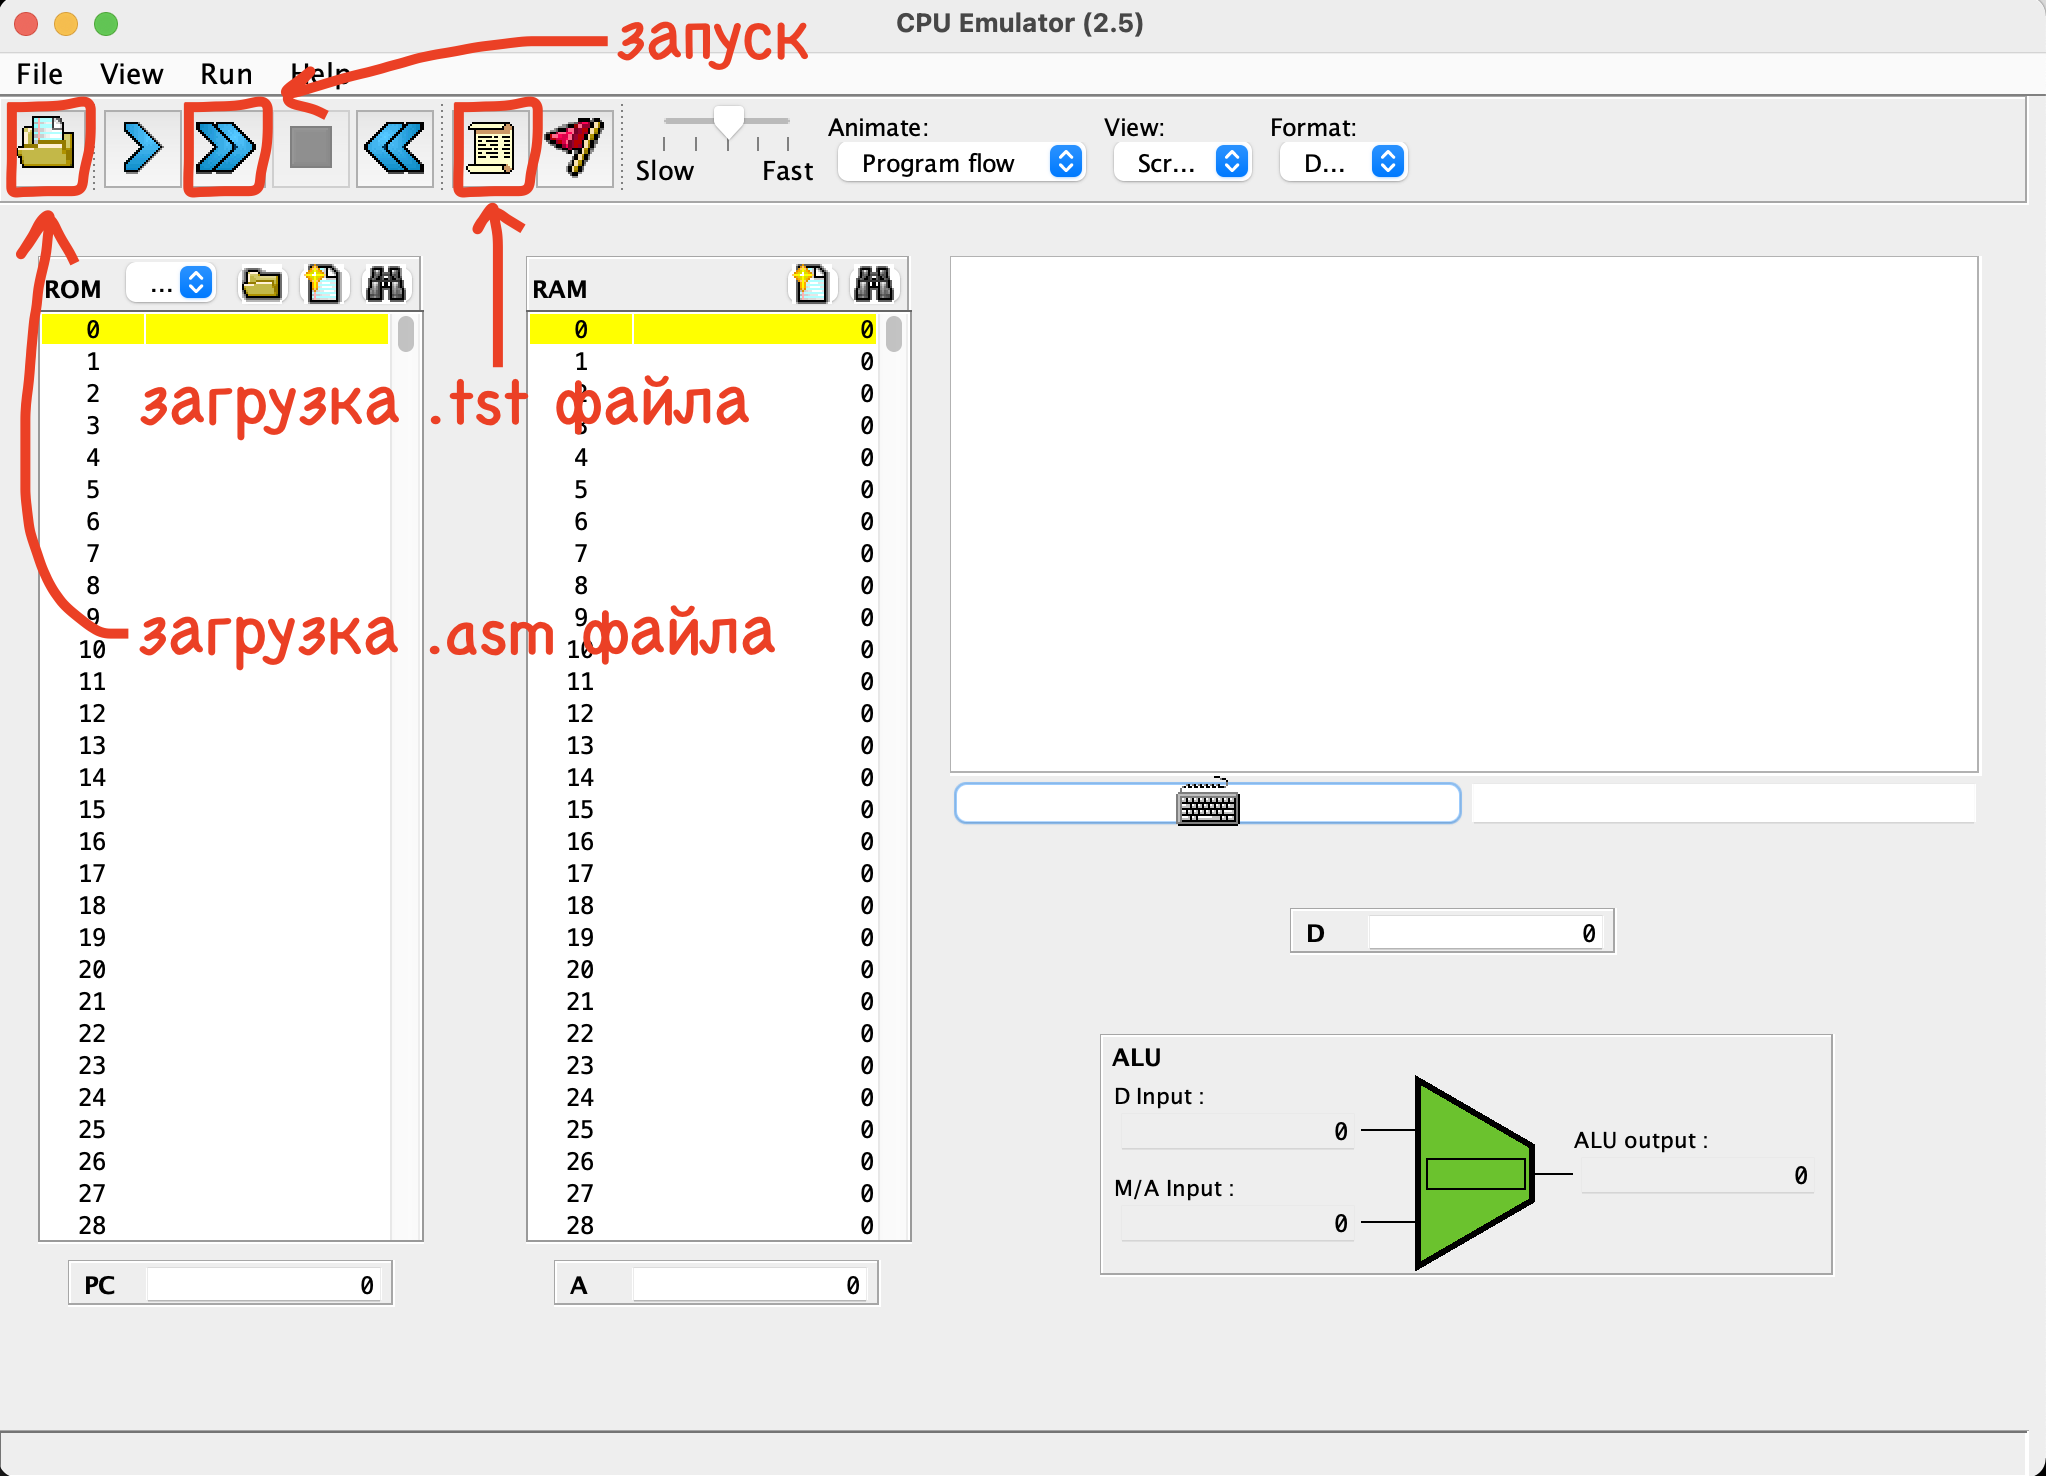 CPU Emulator (2.5)
запуск
File View Run Help
Slow Fast
Animate: View: Format:
Program flow Scr... D...
ROM ...
RAM
0 0 0
1 1 0
2 2 0
3 3 0
4 4 0
5 5 0
6 6 0
7 7 0
8 8 0
9 9 0
10 10 0
11 11 0
12 12 0
13 13 0
14 14 0
15 15 0
16 16 0
17 17 0
18 18 0
19 19 0
20 20 0
21 21 0
22 22 0
23 23 0
24 24 0
25 25 0
26 26 0
27 27 0
28 28 0
загрузка .tst файла
загрузка .asm файла
PC 0
A 0
D 0
ALU
D Input :
0
M/A Input :
0
ALU output :
0